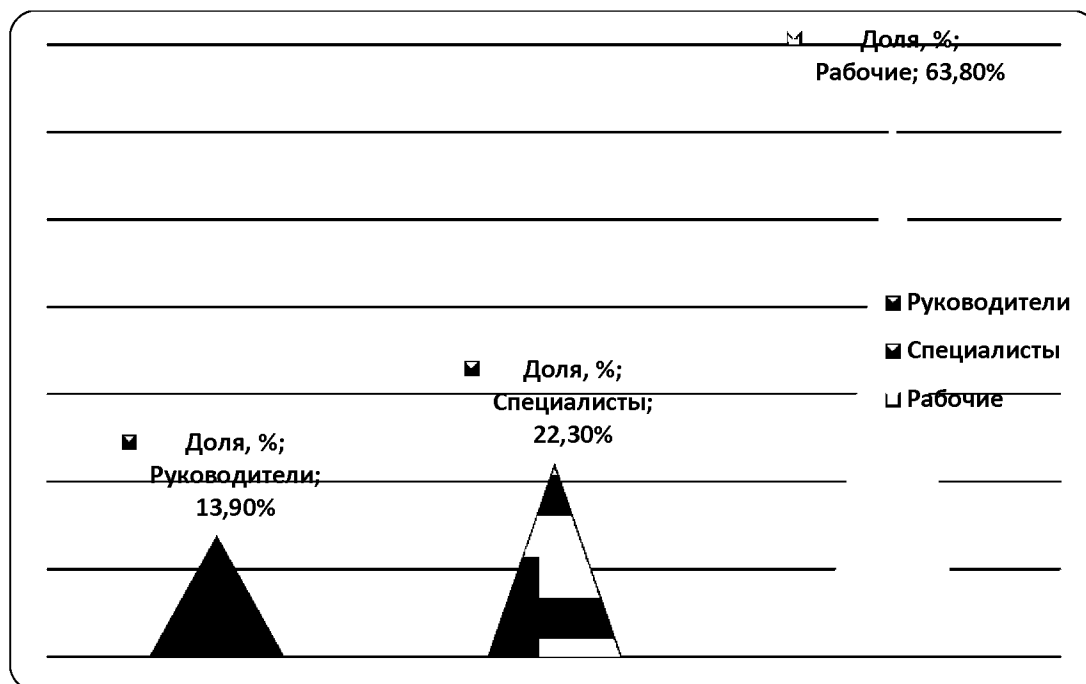 Доля, %;
Рабочие; 63,80%
Руководители
Специалисты
Рабочие
Доля, %;
Специалисты;
22,30%
Доля, %;
Руководители;
13,90%